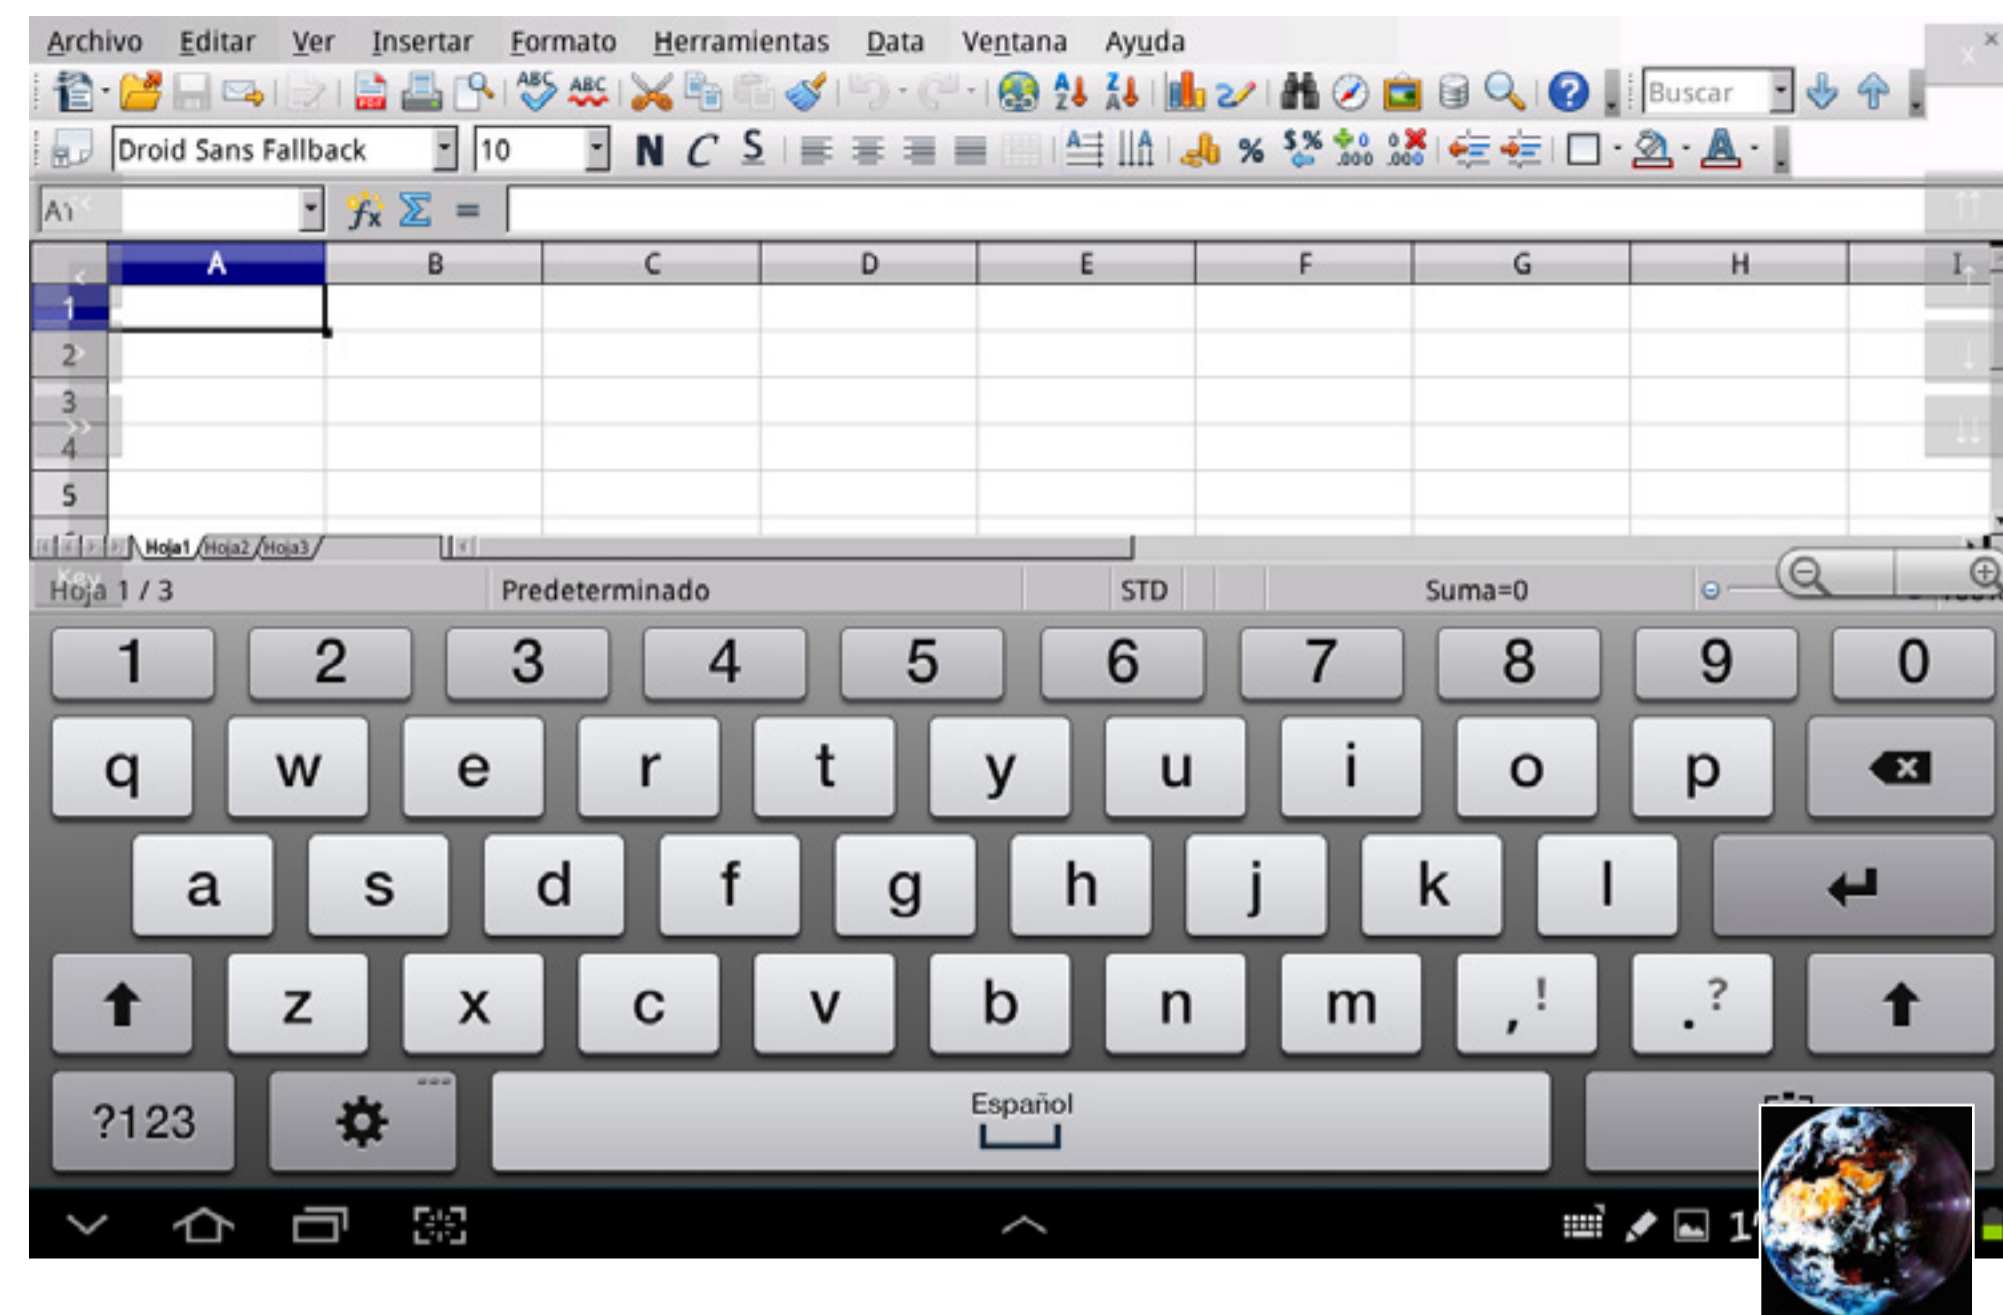 Archivo Editar Ver Insertar Formato Herramientas Data Ventana Ayuda
Buscar
Droid Sans Fallback 10 N C S
A1
A B C D E F G H I
1
2
3
4
5
Hoja1 Hoja2 Hoja3
Key
Hoja 1 / 3 Predeterminado STD Suma=0
1 2 3 4 5 6 7 8 9 0
q w e r t y u i o p
a s d f g h j k l
z x c v b n m ,! .?
?123 Español